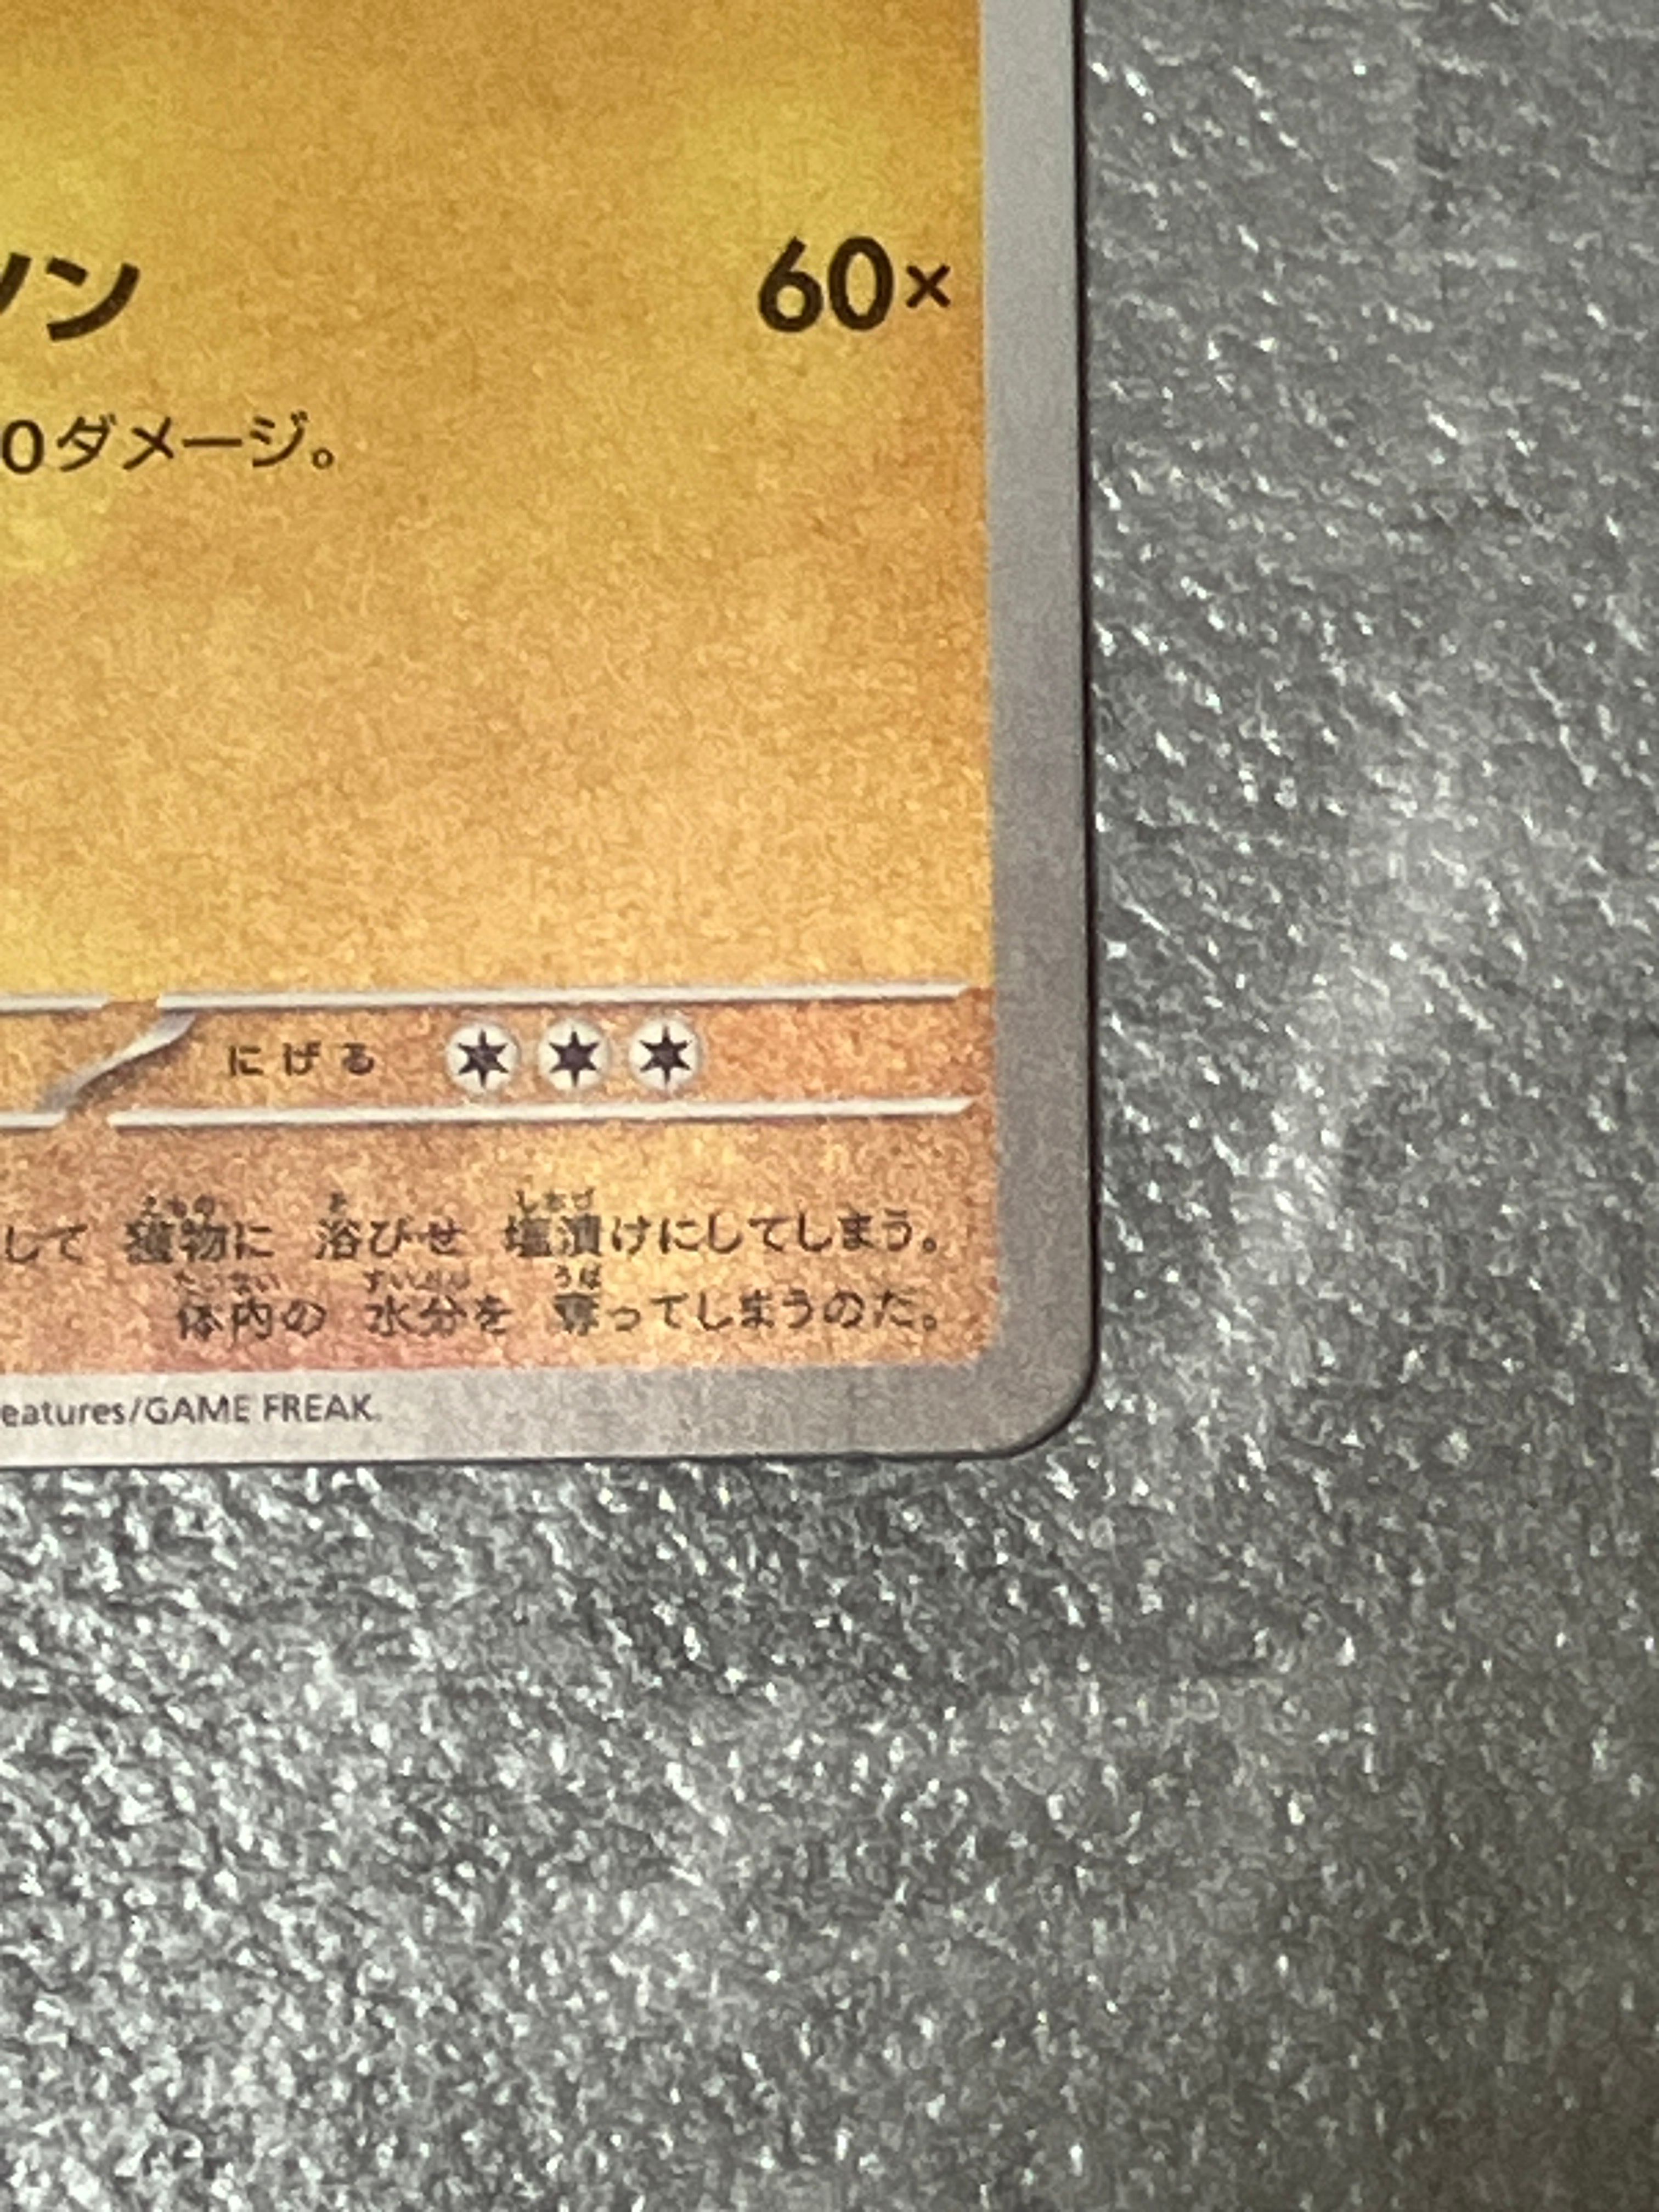 ン 60×
0ダメージ。
にげる
して 獲物に 浴びせ 塩漬けにしてしまう。
体内の 水分を 奪ってしまうのだ。
eatures/GAME FREAK.